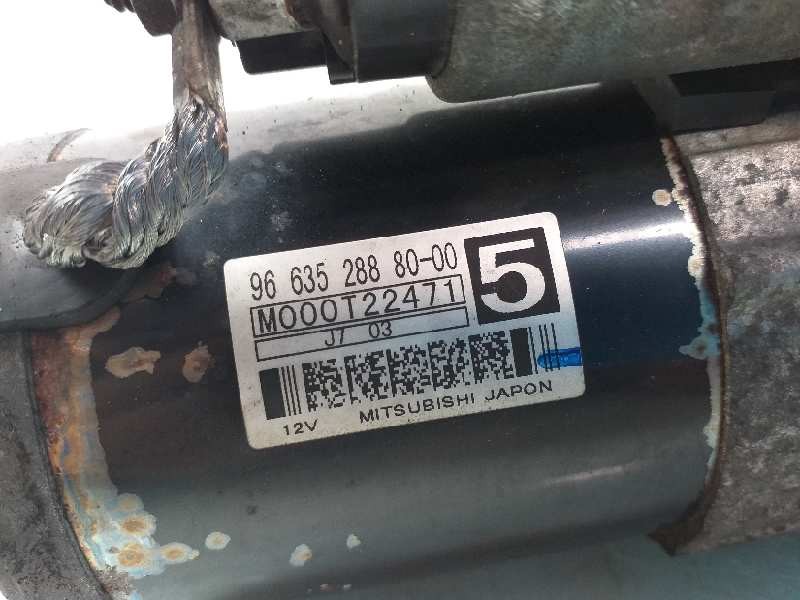 96 635 288 80-00
5
M000T22471
J7 03
12V MITSUBISHI JAPON